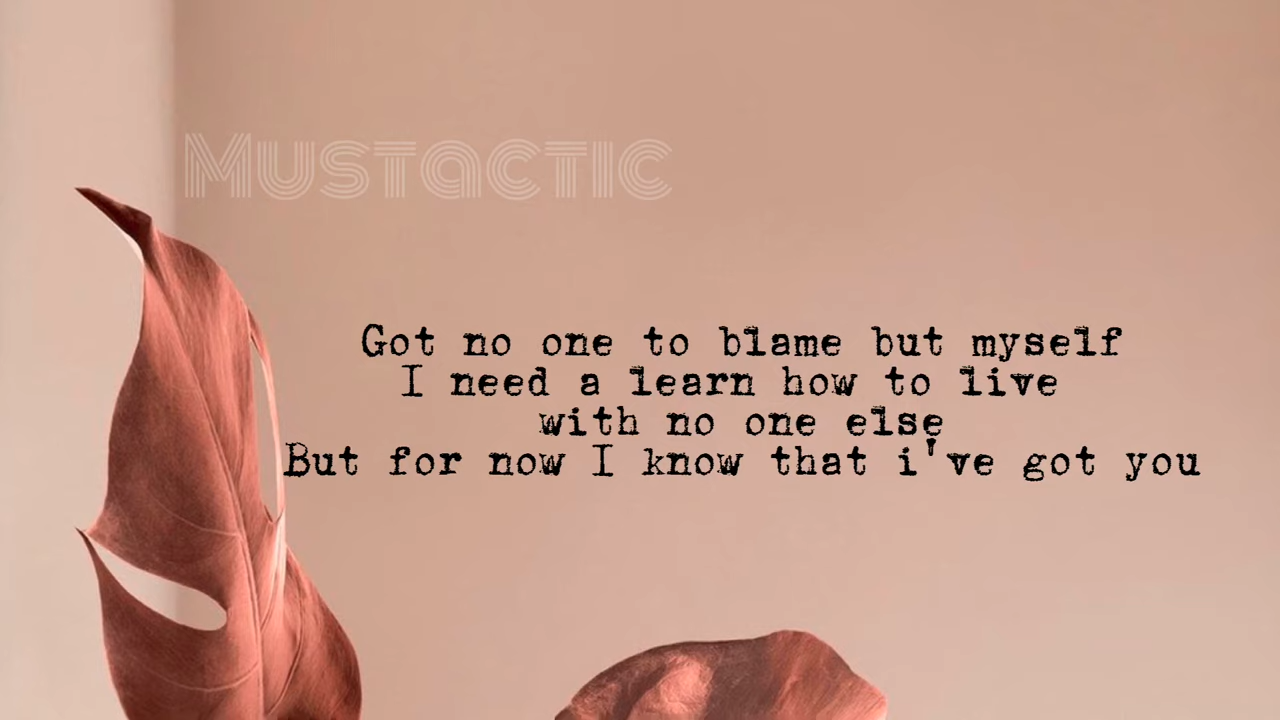 Mustactic
Got no one to blame but myself
I need a learn how to live
with no one else
But for now I know that i've got you